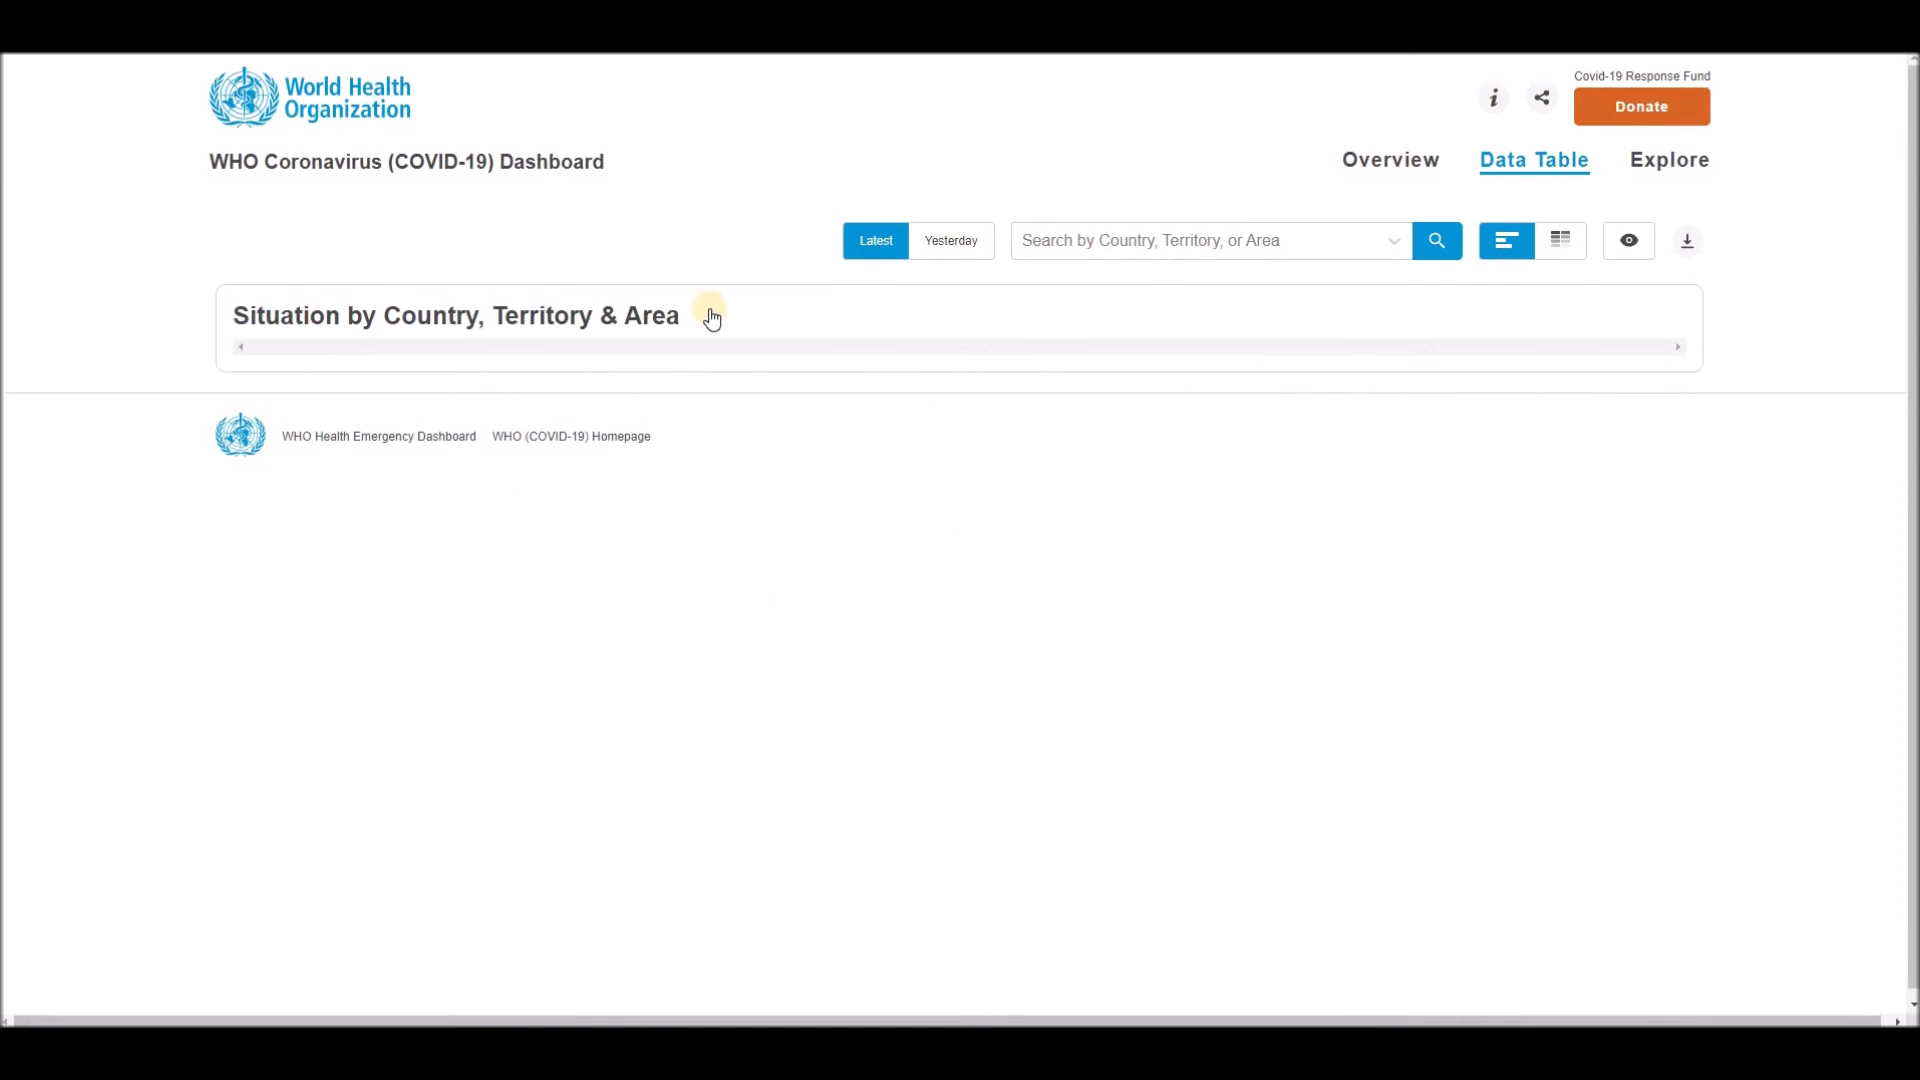 World Health
Organization
Covid-19 Response Fund
i
Donate
WHO Coronavirus (COVID-19) Dashboard
Overview
Data Table
Explore
Latest
Yesterday
Search by Country, Territory, or Area
Situation by Country, Territory & Area
WHO Health Emergency Dashboard
WHO (COVID-19) Homepage